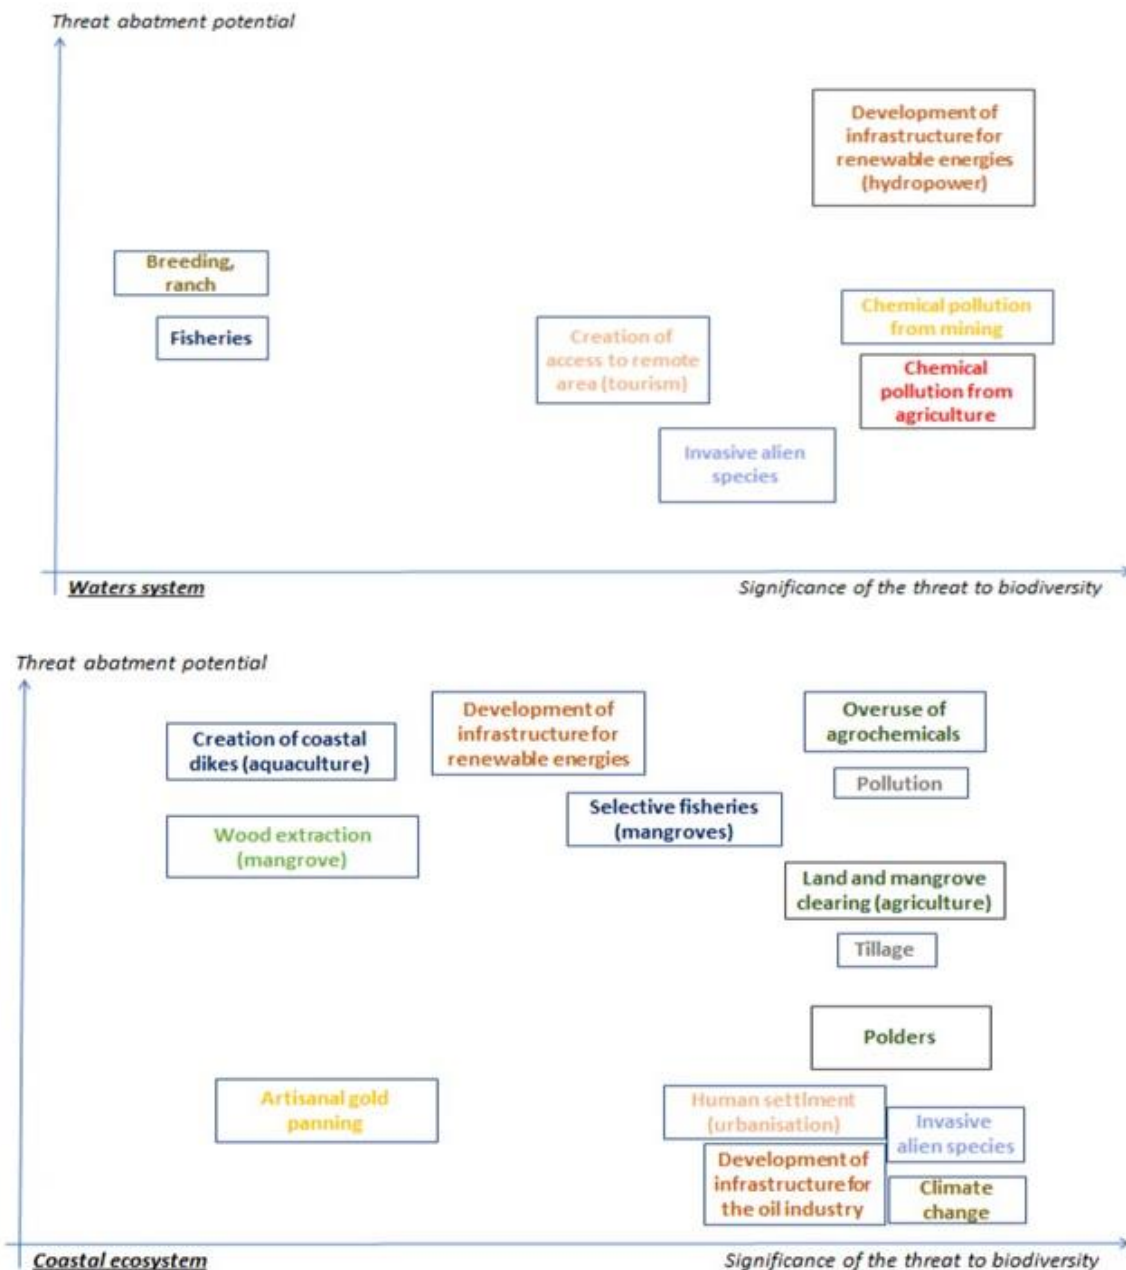 Threat abatment potential
Development of
infrastructure for
renewable energies
(hydropower)
Breeding,
ranch
Fisheries
Creation of
access to remote
area (tourism)
Chemical pollution
from mining
Chemical
pollution from
agriculture
Invasive alien
species
Waters system
Significance of the threat to biodiversity
Threat abatment potential
Creation of coastal
dikes (aquaculture)
Development of
infrastructure for
renewable energies
Overuse of
agrochemicals
Pollution
Selective fisheries
(mangroves)
Wood extraction
(mangrove)
Land and mangrove
clearing (agriculture)
Tillage
Polders
Artisanal gold
panning
Human settlment
(urbanisation)
Invasive
alien species
Development of
infrastructure for
the oil industry
Climate
change
Coastal ecosystem
Significance of the threat to biodiversity